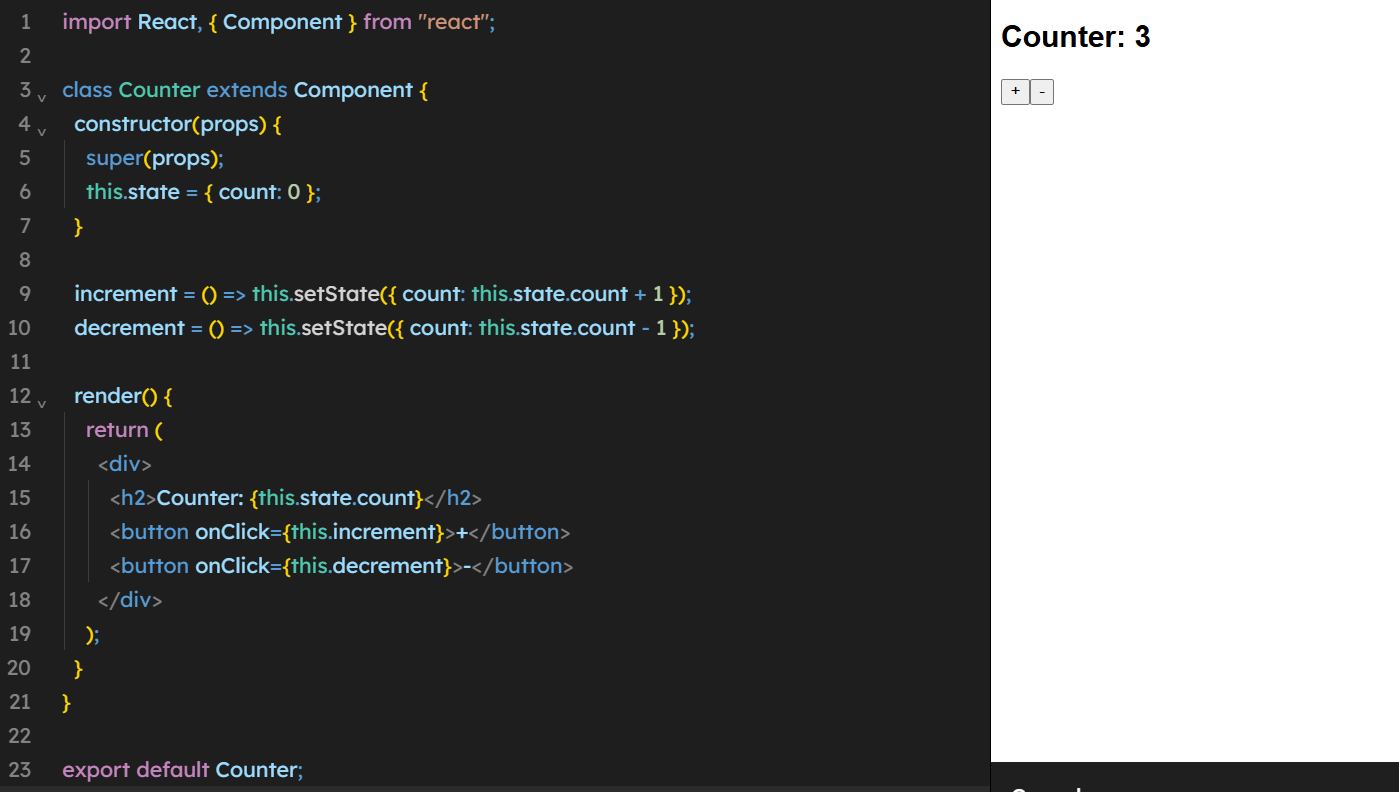 1 import React, { Component } from "react";
2
3 class Counter extends Component {
4 constructor(props) {
5 super(props);
6 this.state = { count: 0 };
7 }
8
9 increment = () => this.setState({ count: this.state.count + 1 });
10 decrement = () => this.setState({ count: this.state.count - 1 });
11
12 render() {
13 return (
14 <div>
15 <h2>Counter: {this.state.count}</h2>
16 <button onClick={this.increment}>+</button>
17 <button onClick={this.decrement}>-</button>
18 </div>
19 );
20 }
21 }
22
23 export default Counter;
Counter: 3
+ -